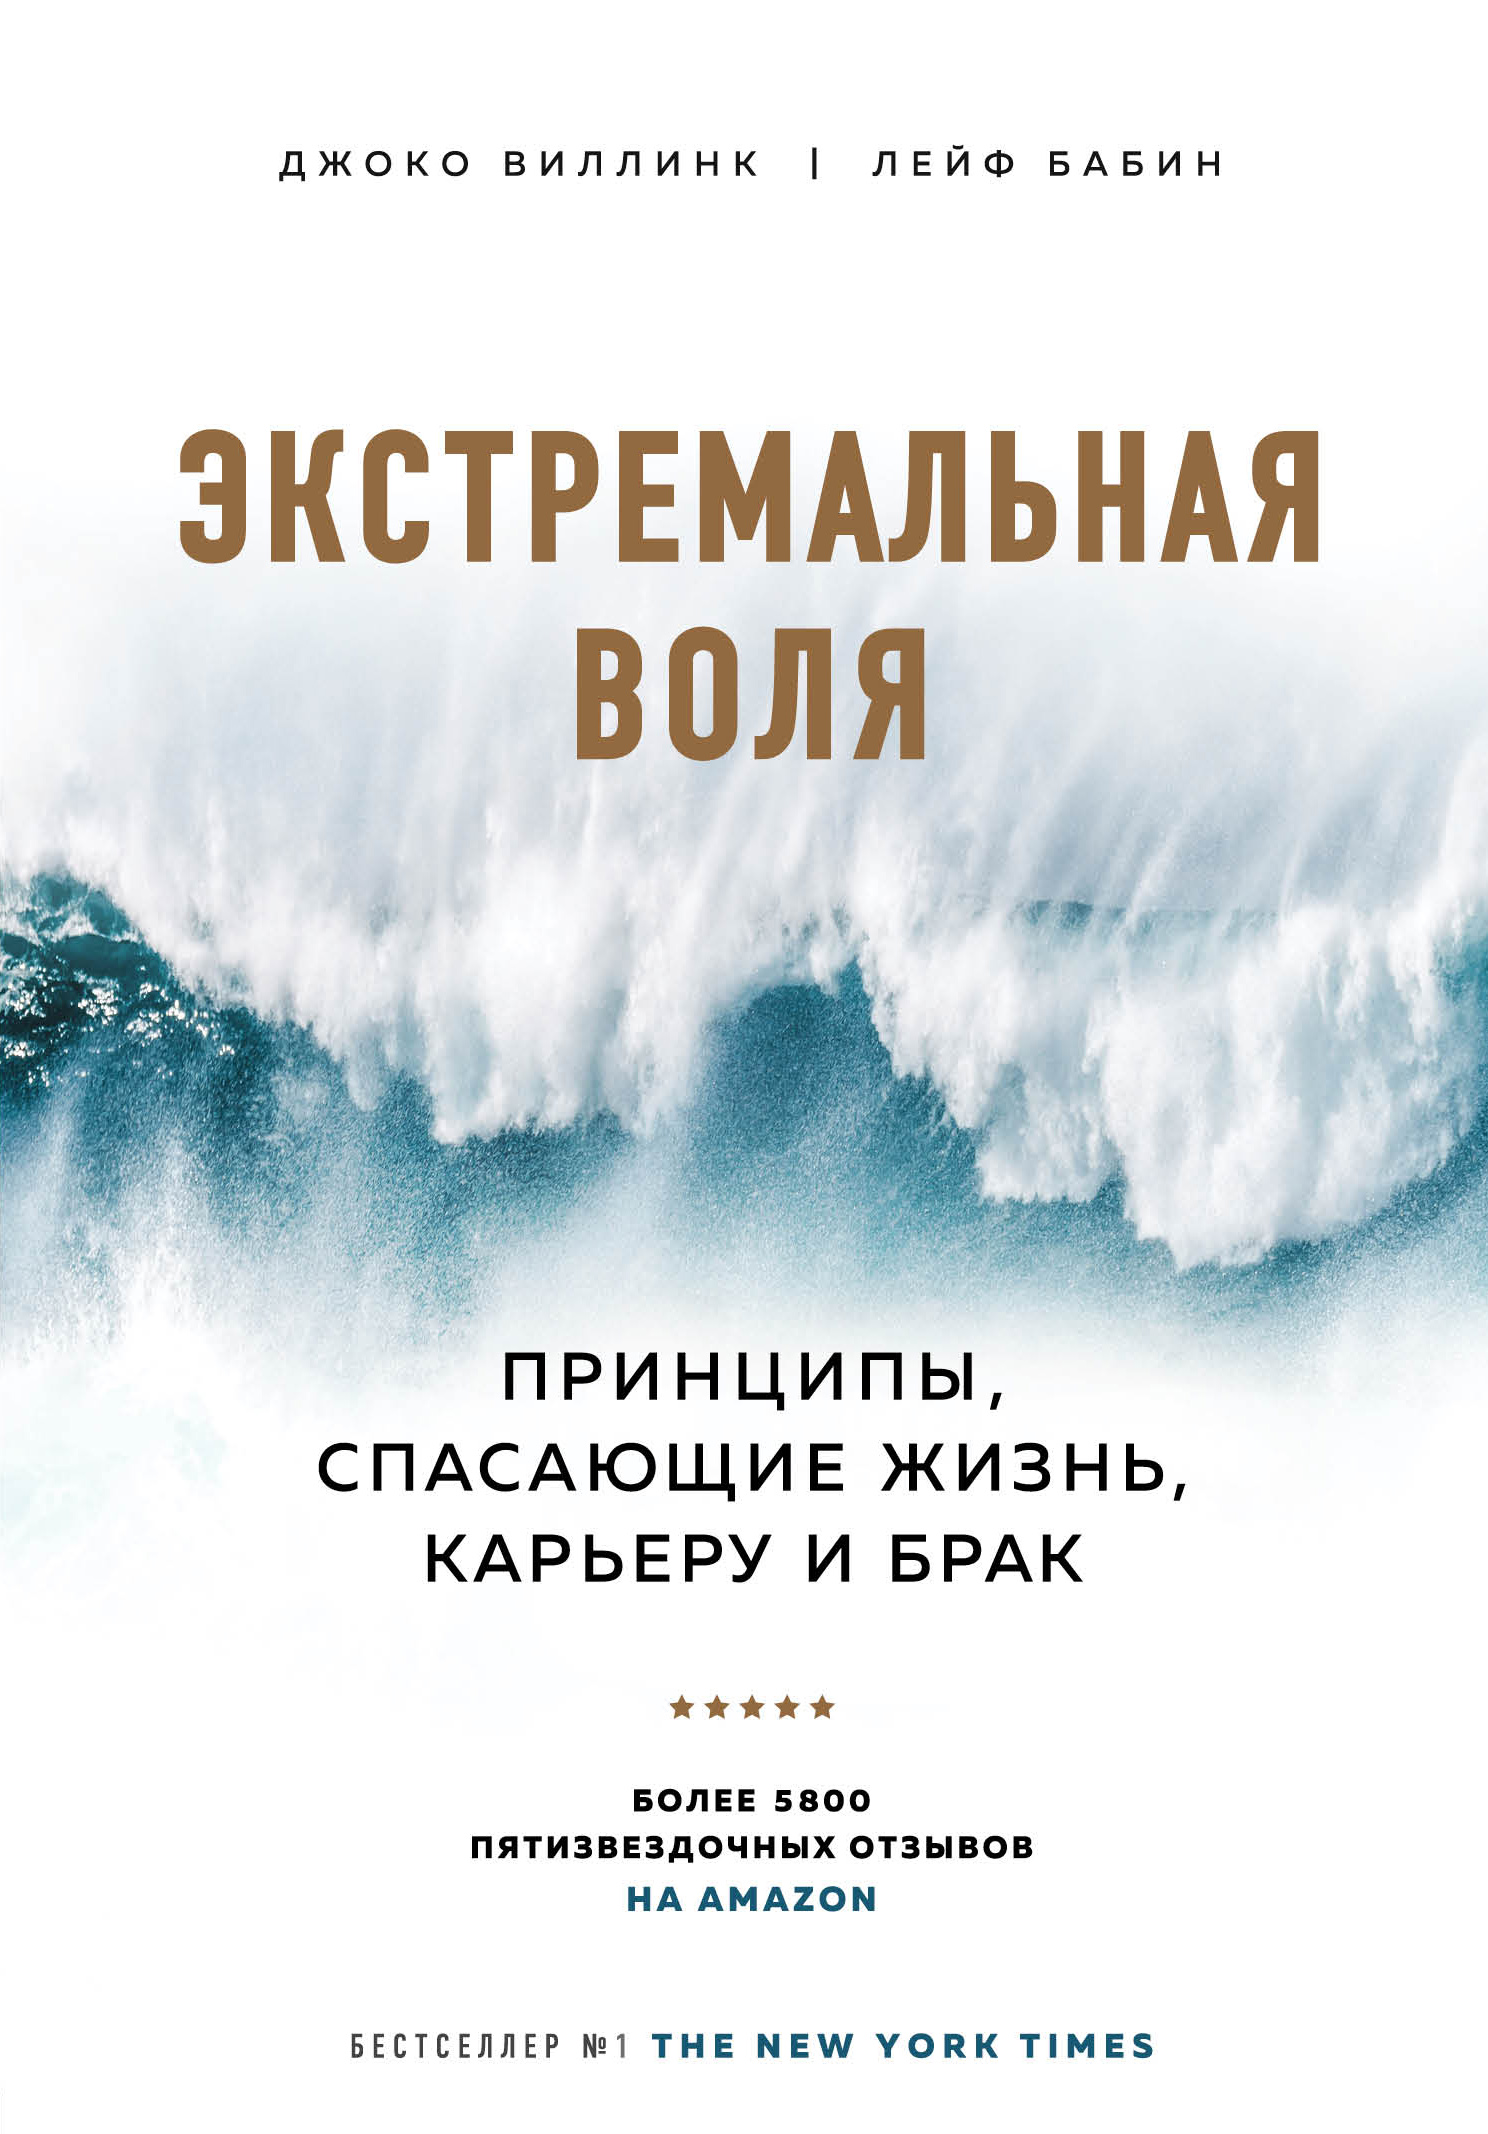 ДЖОКО ВИЛЛИНК | ЛЕЙФ БАБИН
ЭКСТРЕМАЛЬНАЯ
ВОЛЯ
ПРИНЦИПЫ,
СПАСАЮЩИЕ ЖИЗНЬ,
КАРЬЕРУ И БРАК
БОЛЕЕ 5800
ПЯТИЗВЕЗДОЧНЫХ ОТЗЫВОВ
НА AMAZON
БЕСТСЕЛЛЕР №1 THE NEW YORK TIMES